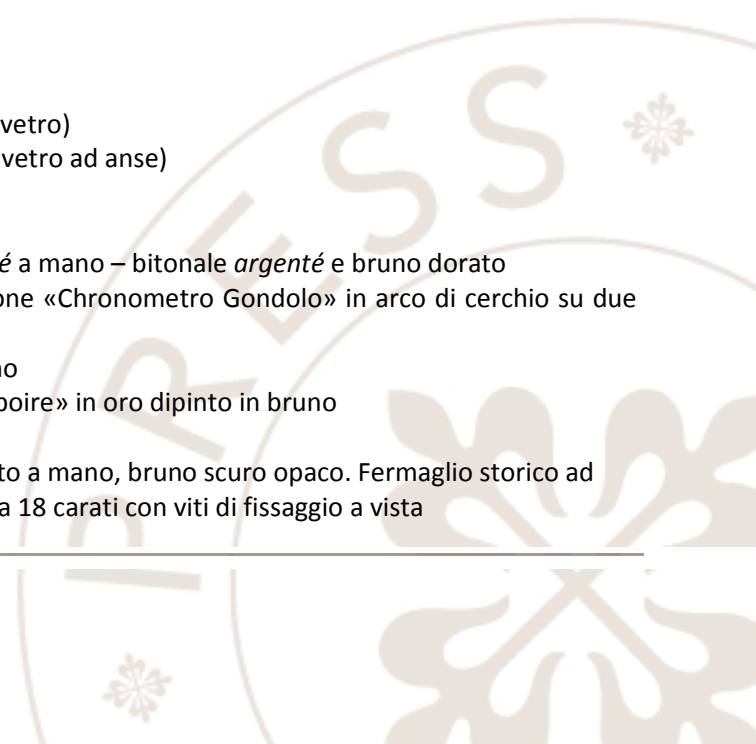 vetro)
vetro ad anse)
é a mano – bitonale argenté e bruno dorato
one «Chronometro Gondolo» in arco di cerchio su due
no
poire» in oro dipinto in bruno
to a mano, bruno scuro opaco. Fermaglio storico ad
a 18 carati con viti di fissaggio a vista
PRESS